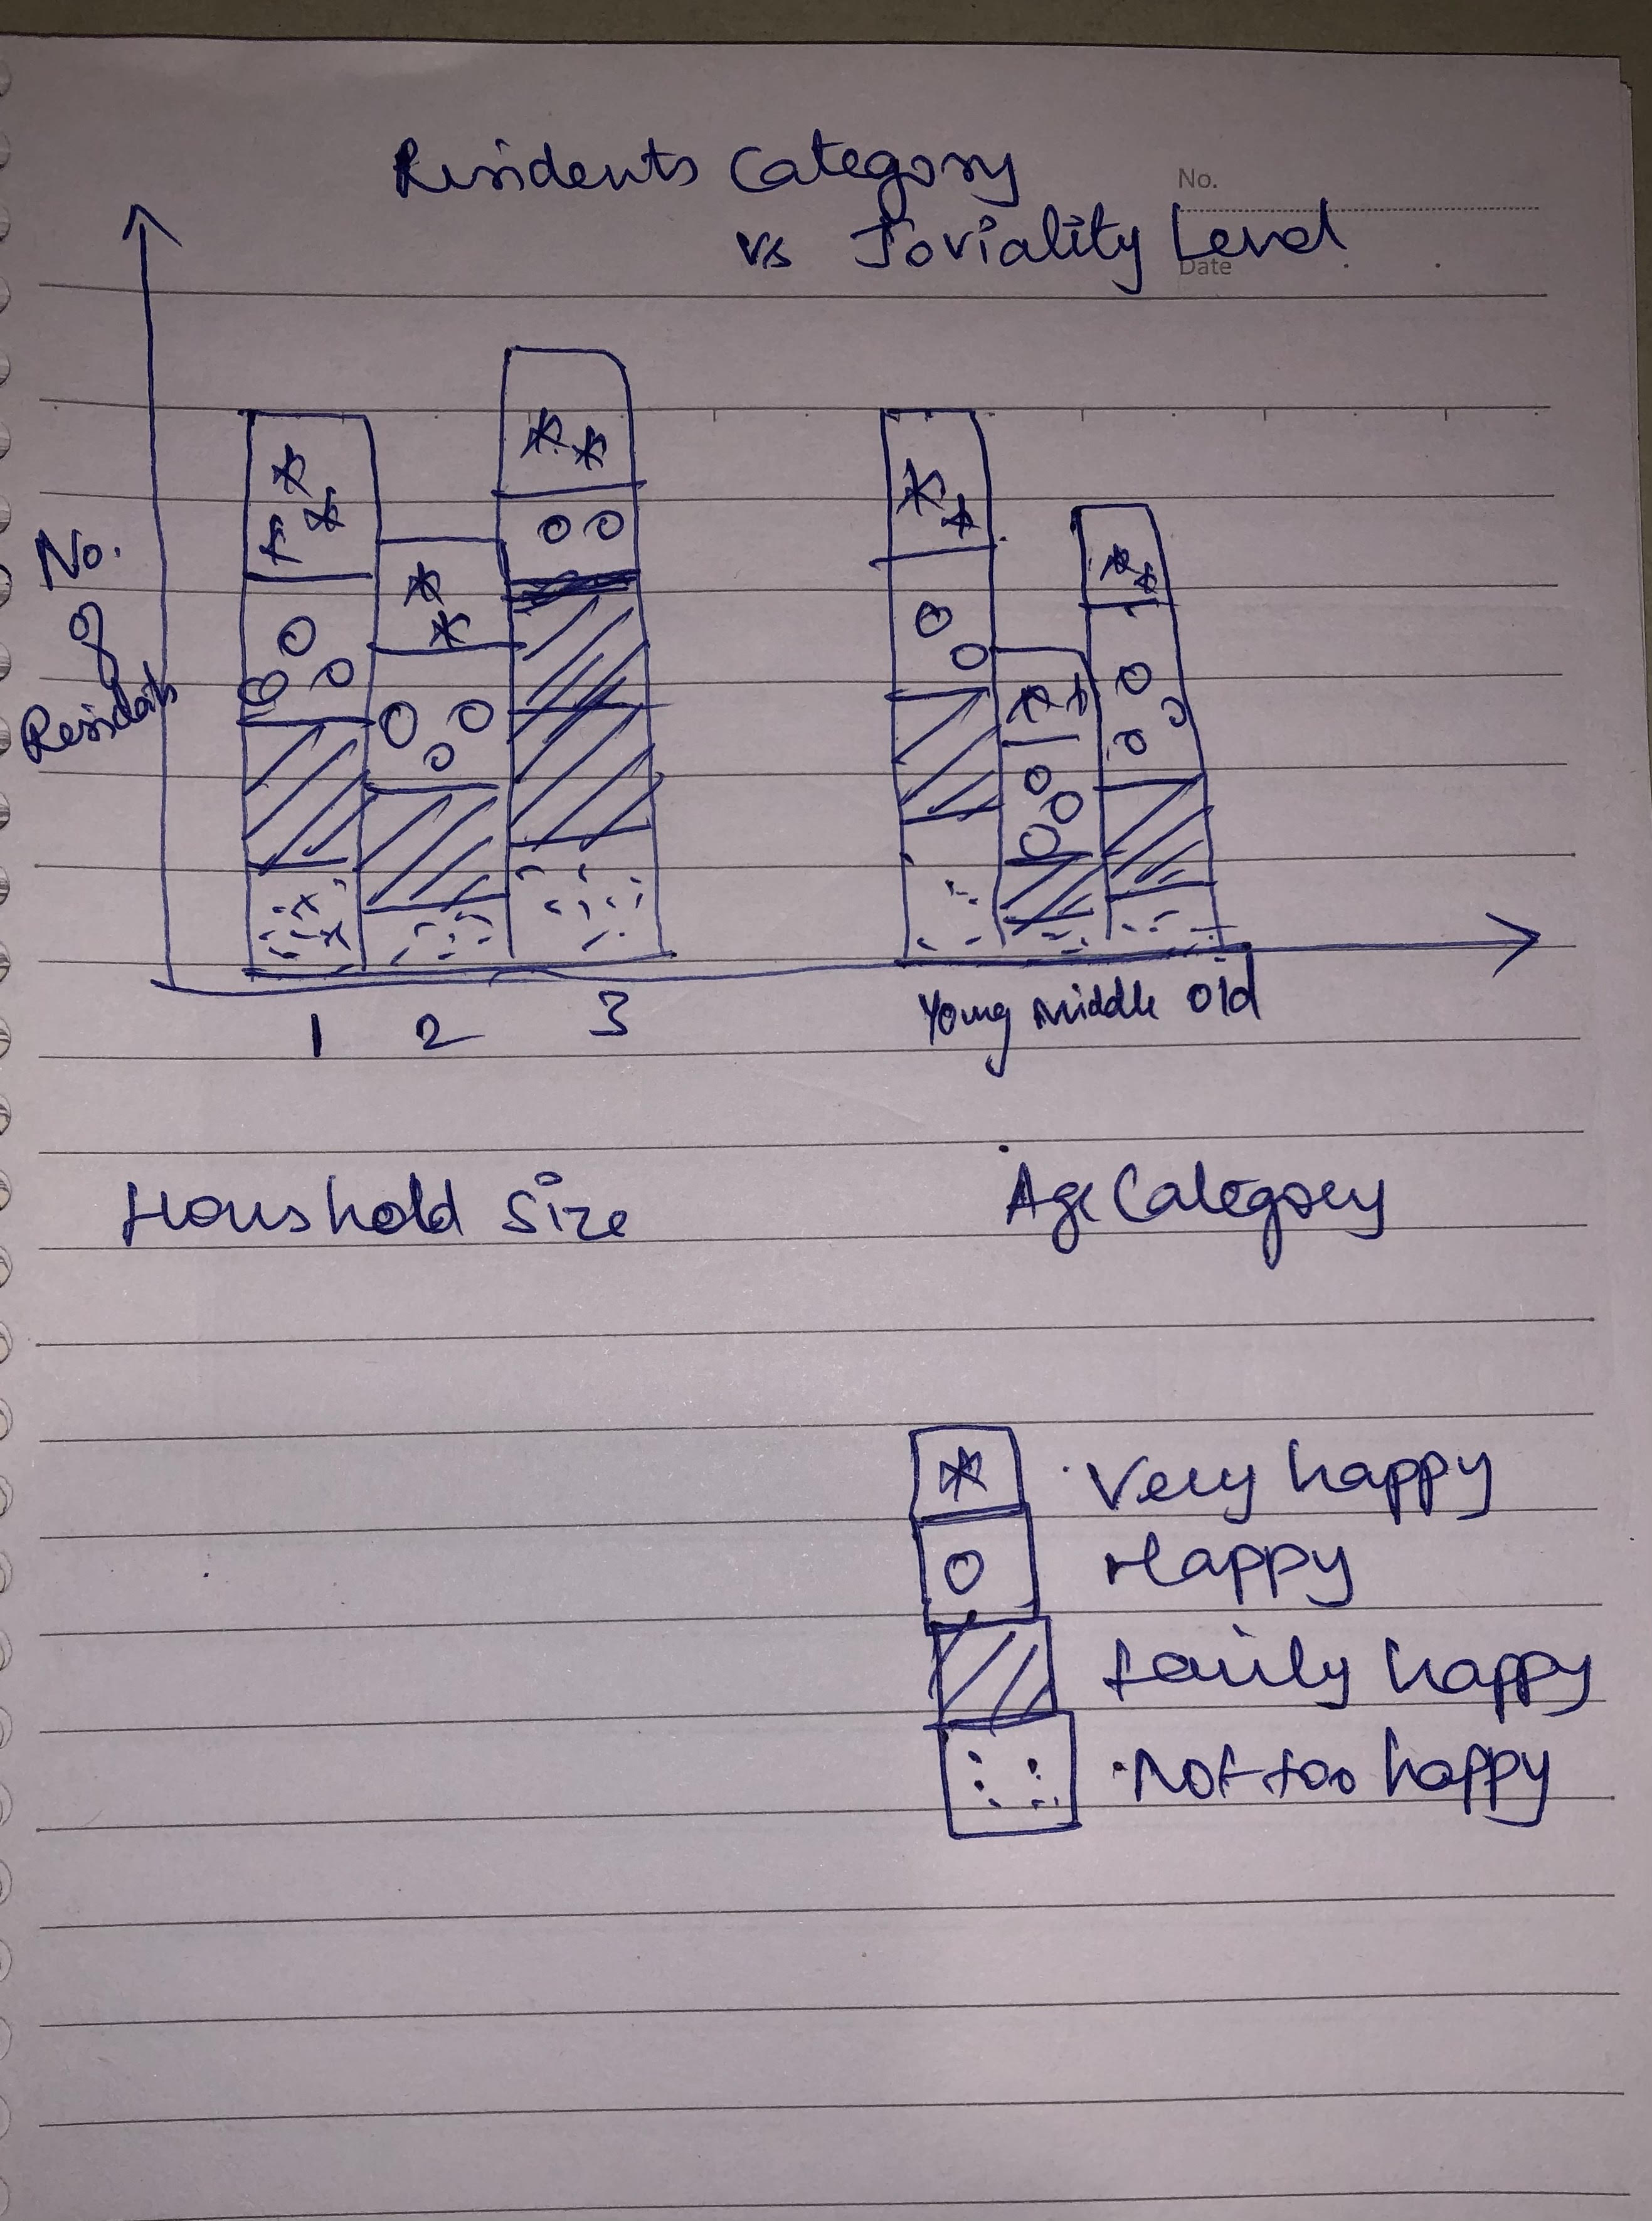 Residents Category
No.
vs Joviality Level
Date
No.
of
Residents
1 2 3
Young Middle Old
Houshold Size
Age Category
Very happy
Happy
fairly happy
Not too happy